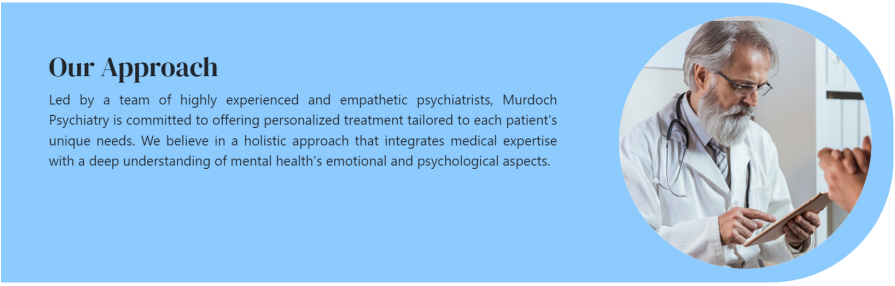 Our Approach
Led by a team of highly experienced and empathetic psychiatrists, Murdoch
Psychiatry is committed to offering personalized treatment tailored to each patient's
unique needs. We believe in a holistic approach that integrates medical expertise
with a deep understanding of mental health's emotional and psychological aspects.